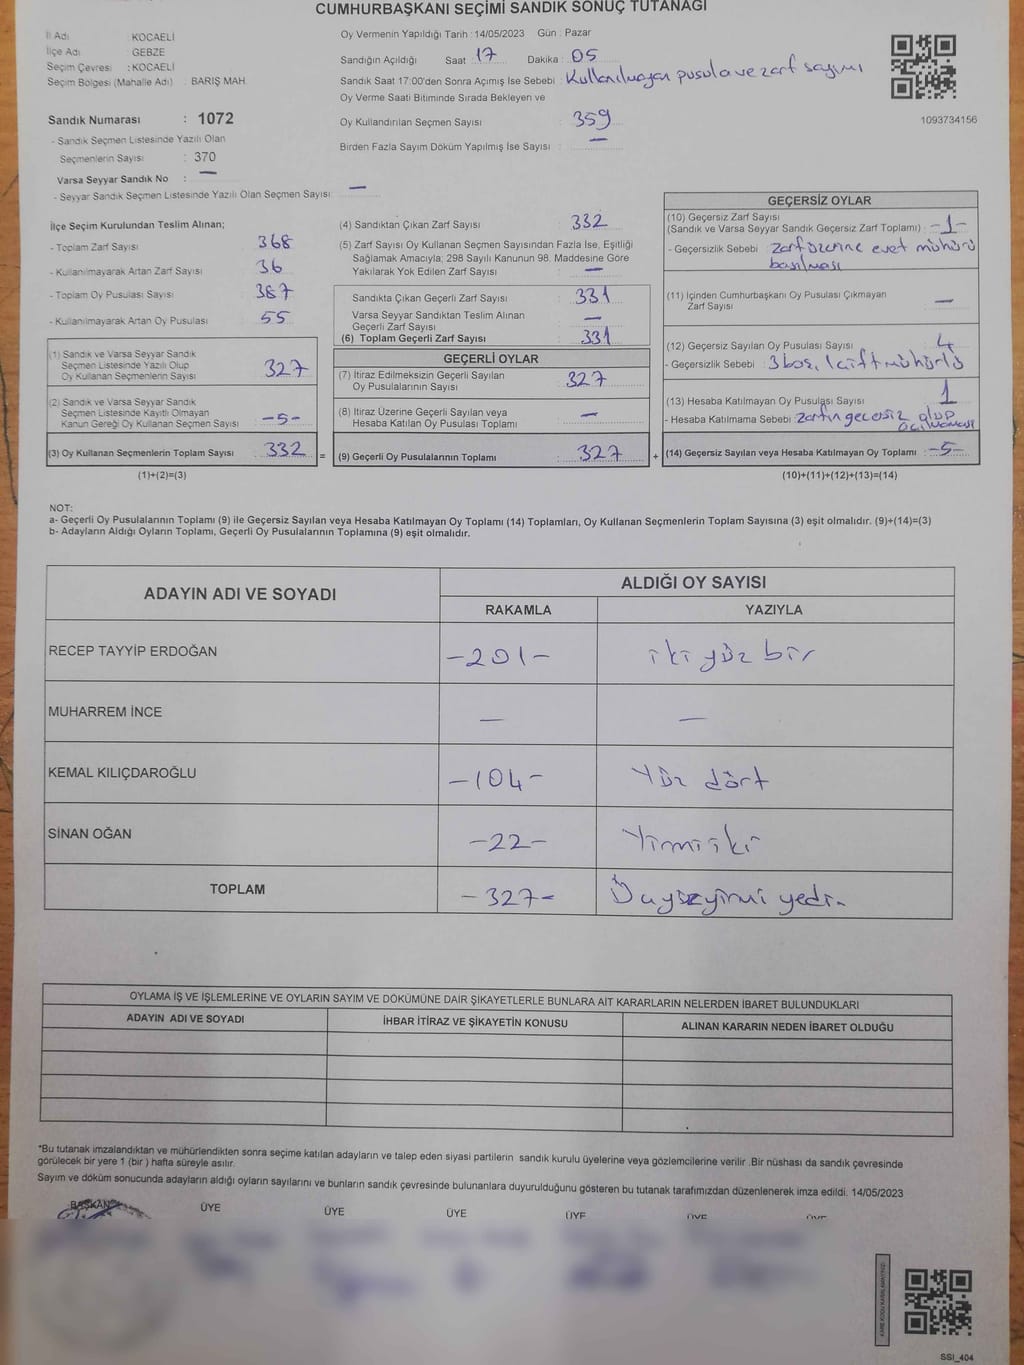 CUMHURBAŞKANI SEÇİMİ SANDIK SONUÇ TUTANAĞI
İl Adı : KOCAELİ
İlçe Adı : GEBZE
Seçim Çevresi : KOCAELİ
Seçim Bölgesi (Mahalle Adı) : BARIŞ MAH.
Oy Vermenin Yapıldığı Tarih : 14/05/2023 Gün : Pazar
Sandığın Açıldığı Saat : 17 Dakika : 05
Sandık Saat 17:00'den Sonra Açılmış İse Sebebi : Kullanılmayan pusula ve zarf sayımı
Oy Verme Saati Bitiminde Sırada Bekleyen ve
Oy Kullandırılan Seçmen Sayısı : 359
Birden Fazla Sayım Döküm Yapılmış İse Sayısı : —
1093734156
Sandık Numarası : 1072
- Sandık Seçmen Listesinde Yazılı Olan
Seçmenlerin Sayısı : 370
Varsa Seyyar Sandık No : —
- Seyyar Sandık Seçmen Listesinde Yazılı Olan Seçmen Sayısı : —
İlçe Seçim Kurulundan Teslim Alınan;
- Toplam Zarf Sayısı : 368
- Kullanılmayarak Artan Zarf Sayısı : 36
- Toplam Oy Pusulası Sayısı : 387
- Kullanılmayarak Artan Oy Pusulası : 55
(1) Sandık ve Varsa Seyyar Sandık
Seçmen Listesinde Yazılı Olup
Oy Kullanan Seçmenlerin Sayısı : 327
(2) Sandık ve Varsa Seyyar Sandık
Seçmen Listesinde Kayıtlı Olmayan
Kanun Gereği Oy Kullanan Seçmen Sayısı : -5-
(3) Oy Kullanan Seçmenlerin Toplam Sayısı : 332
(1)+(2)=(3)
(4) Sandıktan Çıkan Zarf Sayısı : 332
(5) Zarf Sayısı Oy Kullanan Seçmen Sayısından Fazla İse, Eşitliği
Sağlamak Amacıyla; 298 Sayılı Kanunun 98. Maddesine Göre
Yakılarak Yok Edilen Zarf Sayısı : —
Sandıkta Çıkan Geçerli Zarf Sayısı : 331
Varsa Seyyar Sandıktan Teslim Alınan
Geçerli Zarf Sayısı : —
(6) Toplam Geçerli Zarf Sayısı : 331
GEÇERLİ OYLAR
(7) İtiraz Edilmeksizin Geçerli Sayılan
Oy Pusulalarının Sayısı : 327
(8) İtiraz Üzerine Geçerli Sayılan veya
Hesaba Katılan Oy Pusulası Toplamı : —
= (9) Geçerli Oy Pusulalarının Toplamı : 327 +
GEÇERSİZ OYLAR
(10) Geçersiz Zarf Sayısı
(Sandık ve Varsa Seyyar Sandık Geçersiz Zarf Toplamı) : -1-
- Geçersizlik Sebebi : Zarf üzerine evet mühürü
basılması
(11) İçinden Cumhurbaşkanı Oy Pusulası Çıkmayan
Zarf Sayısı : —
(12) Geçersiz Sayılan Oy Pusulası Sayısı : 4
- Geçersizlik Sebebi : 3 boş, 1 çift mühürlü
(13) Hesaba Katılmayan Oy Pusulası Sayısı : 1
- Hesaba Katılmama Sebebi : zarfın geçersiz olup
açılmaması
(14) Geçersiz Sayılan veya Hesaba Katılmayan Oy Toplamı : -5-
(10)+(11)+(12)+(13)=(14)
NOT:
a- Geçerli Oy Pusulalarının Toplamı (9) ile Geçersiz Sayılan veya Hesaba Katılmayan Oy Toplamı (14) Toplamları, Oy Kullanan Seçmenlerin Toplam Sayısına (3) eşit olmalıdır. (9)+(14)=(3)
b- Adayların Aldığı Oyların Toplamı, Geçerli Oy Pusulalarının Toplamına (9) eşit olmalıdır.
ADAYIN ADI VE SOYADI
ALDIĞI OY SAYISI
RAKAMLA YAZIYLA
RECEP TAYYİP ERDOĞAN -201- iki yüz bir
MUHARREM İNCE — —
KEMAL KILIÇDAROĞLU -104- Yüz dört
SİNAN OĞAN -22- Yirmi iki
TOPLAM -327-
OYLAMA İŞ VE İŞLEMLERİNE VE OYLARIN SAYIM VE DÖKÜMÜNE DAİR ŞİKAYETLERLE BUNLARA AİT KARARLARIN NELERDEN İBARET BULUNDUKLARI
ADAYIN ADI VE SOYADI İHBAR İTİRAZ VE ŞİKAYETİN KONUSU ALINAN KARARIN NEDEN İBARET OLDUĞU
*Bu tutanak imzalandıktan ve mühürlendikten sonra seçime katılan adayların ve talep eden siyasi partilerin sandık kurulu üyelerine veya gözlemcilerine verilir .Bir nüshası da sandık çevresinde
görülecek bir yere 1 (bir ) hafta süreyle asılır.
Sayım ve döküm sonucunda adayların aldığı oyların sayılarını ve bunların sandık çevresinde bulunanlara duyurulduğunu gösteren bu tutanak tarafımızdan düzenlenerek imza edildi. 14/05/2023
BAŞKAN ÜYE ÜYE ÜYE ÜYE ÜYE ÜYE
SSİ_404